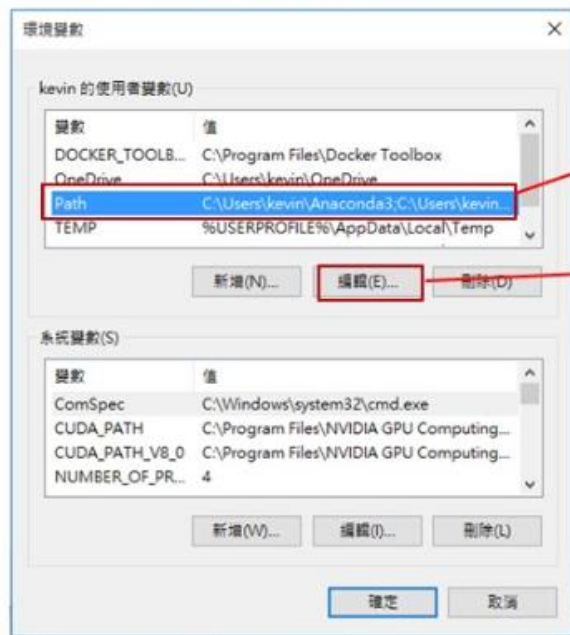 環境變數
kevin 的使用者變數(U)
變數 值
DOCKER_TOOLB... C:\Program Files\Docker Toolbox
OneDrive C:\Users\kevin\OneDrive
Path C:\Users\kevin\Anaconda3;C:\Users\kevin...
TEMP %USERPROFILE%\AppData\Local\Temp
新增(N)... 編輯(E)... 刪除(D)
系統變數(S)
變數 值
ComSpec C:\Windows\system32\cmd.exe
CUDA_PATH C:\Program Files\NVIDIA GPU Computing...
CUDA_PATH_V8_0 C:\Program Files\NVIDIA GPU Computing...
NUMBER_OF_PR... 4
新增(W)... 編輯(I)... 刪除(L)
確定 取消